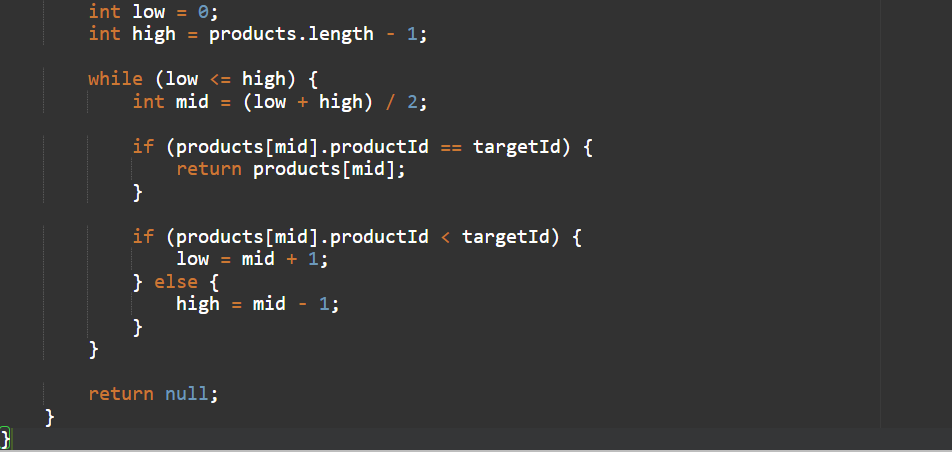 int low = 0;
int high = products.length - 1;
while (low <= high) {
int mid = (low + high) / 2;
if (products[mid].productId == targetId) {
return products[mid];
}
if (products[mid].productId < targetId) {
low = mid + 1;
} else {
high = mid - 1;
}
}
return null;
}
}